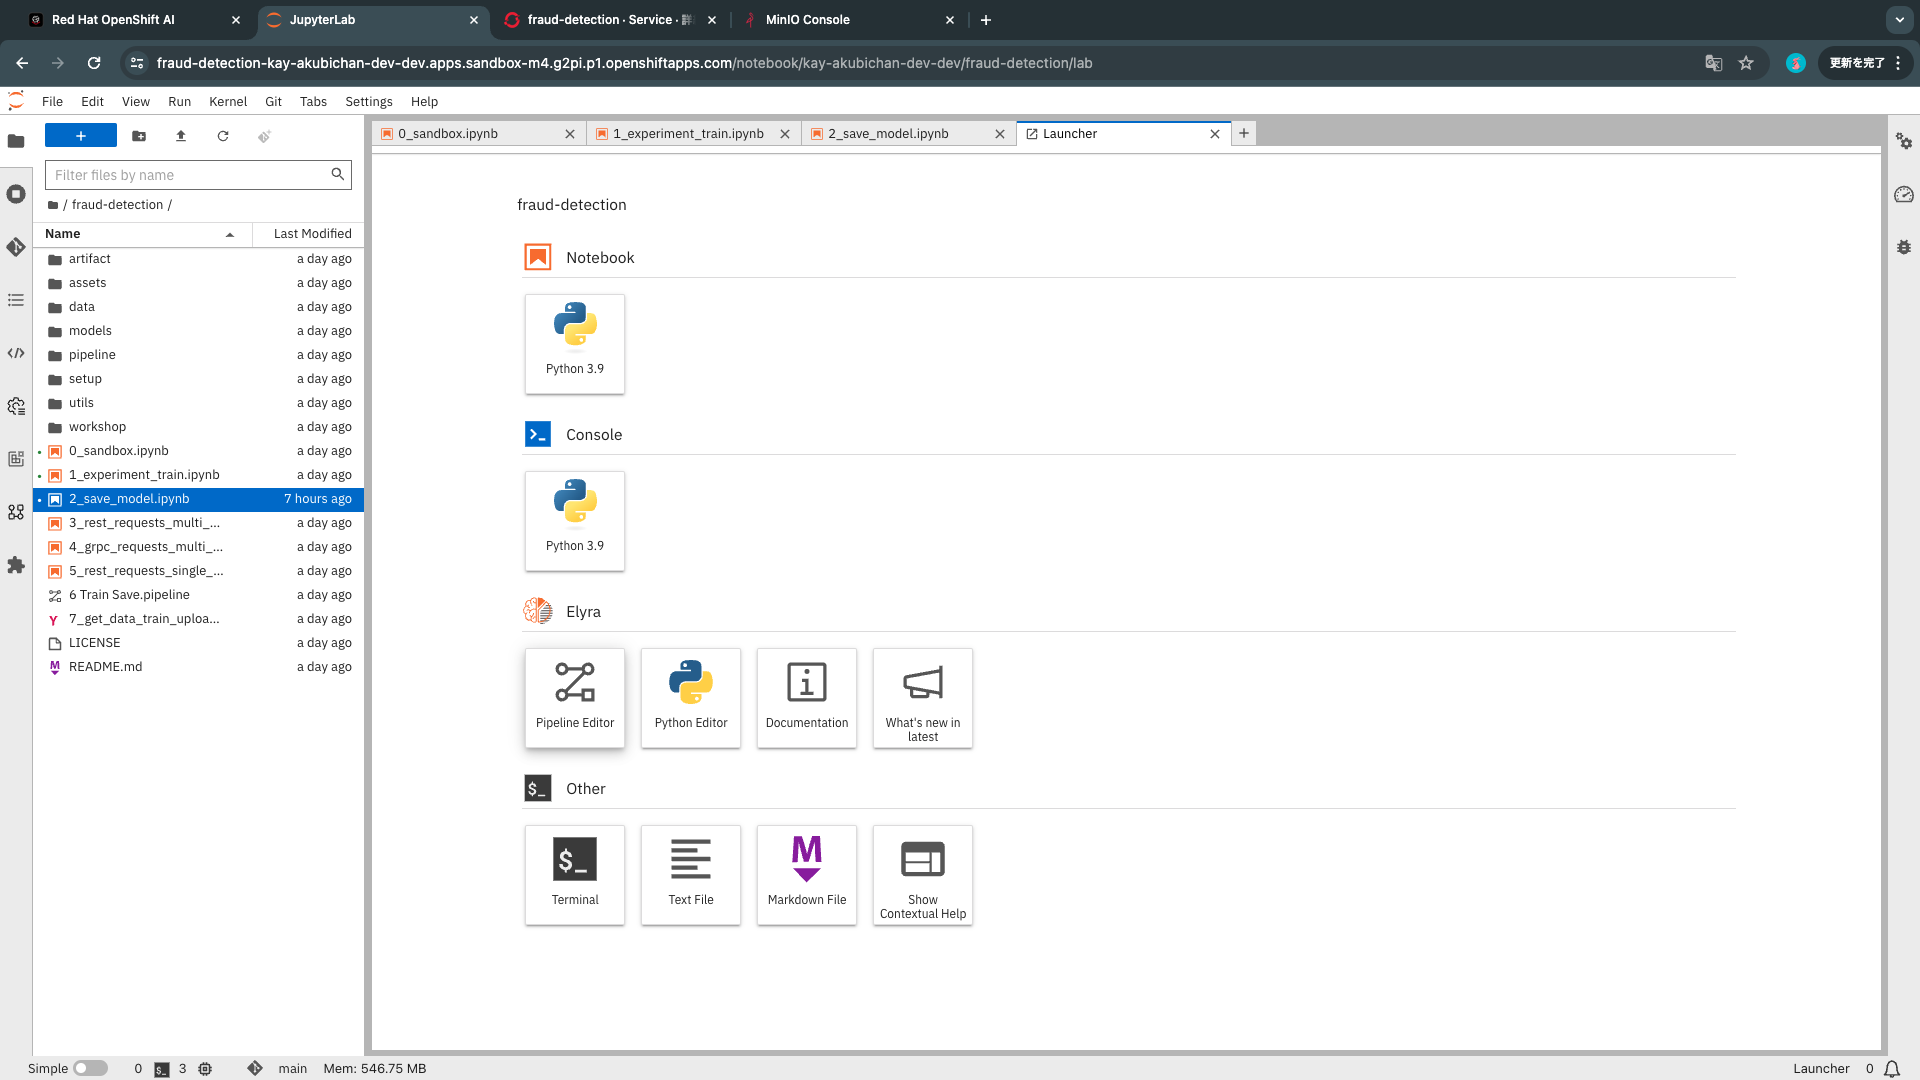 Red Hat OpenShift AI
JupyterLab
fraud-detection · Service ·
MinIO Console
fraud-detection-kay-akubichan-dev-dev.apps.sandbox-m4.g2pi.p1.openshiftapps.com/notebook/kay-akubichan-dev-dev/fraud-detection/lab
更新を完了
File Edit View Run Kernel Git Tabs Settings Help
0_sandbox.ipynb
1_experiment_train.ipynb
2_save_model.ipynb
Launcher
Filter files by name
/ fraud-detection /
Name Last Modified
artifact a day ago
assets a day ago
data a day ago
models a day ago
pipeline a day ago
setup a day ago
utils a day ago
workshop a day ago
0_sandbox.ipynb a day ago
1_experiment_train.ipynb a day ago
2_save_model.ipynb 7 hours ago
3_rest_requests_multi_... a day ago
4_grpc_requests_multi_... a day ago
5_rest_requests_single_... a day ago
6 Train Save.pipeline a day ago
Y 7_get_data_train_uploa... a day ago
LICENSE a day ago
M README.md a day ago
fraud-detection
Notebook
Python 3.9
Console
Python 3.9
Elyra
Pipeline Editor
Python Editor
Documentation
What's new in
latest
$_ Other
$_
Terminal
Text File
M
Markdown File
Show
Contextual Help
Simple 0 $_ 3 main Mem: 546.75 MB
Launcher 0